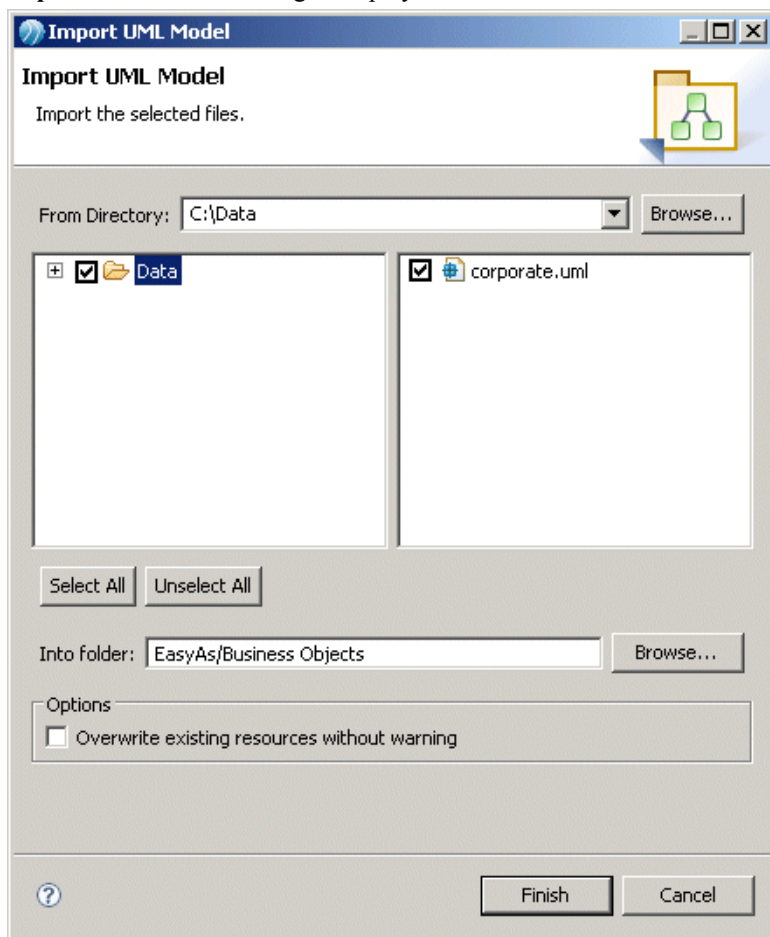 Import UML Model
Import UML Model
Import the selected files.
From Directory: C:\Data Browse...
Data corporate.uml
Select All Unselect All
Into folder: EasyAs/Business Objects Browse...
Options
Overwrite existing resources without warning
? Finish Cancel